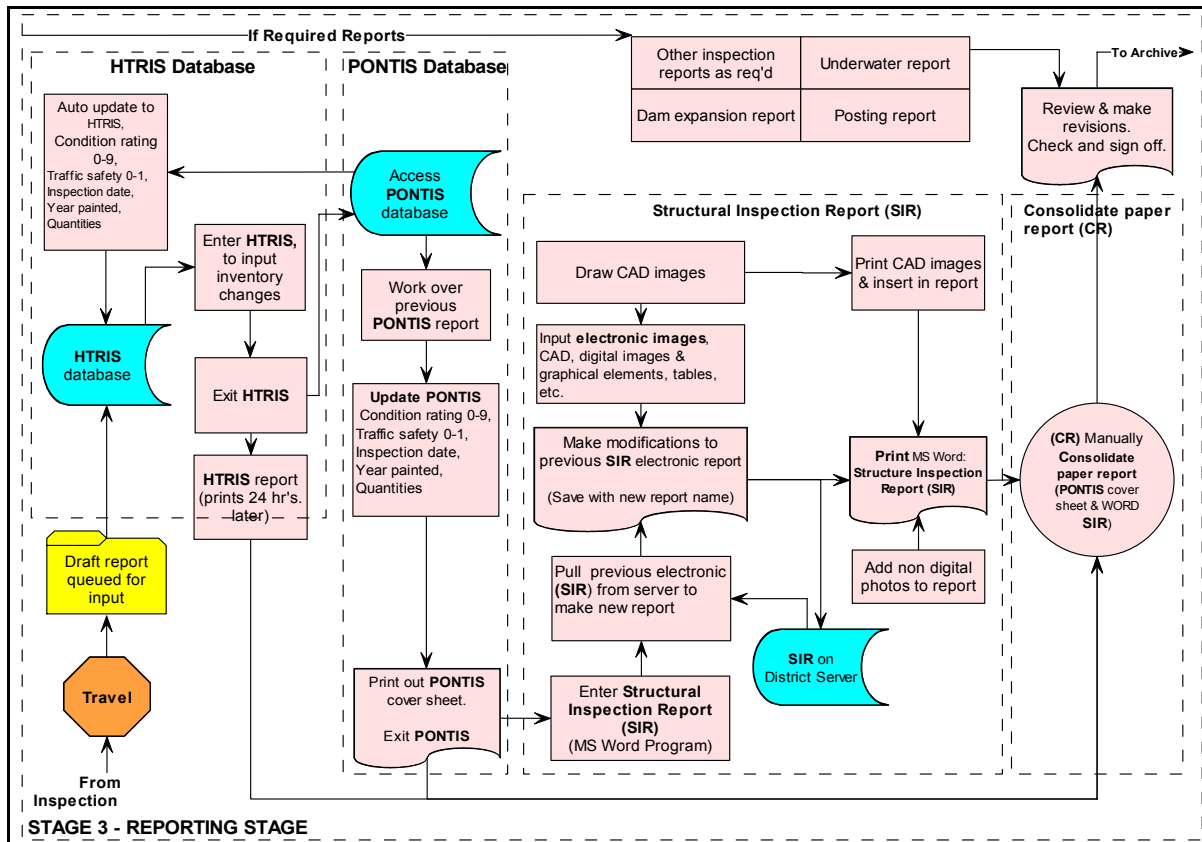 If Required Reports
To Archive
HTRIS Database
PONTIS Database
Other inspection
reports as req'd
Underwater report
Dam expansion report
Posting report
Review & make
revisions.
Check and sign off.
Auto update to
HTRIS,
Condition rating
0-9,
Traffic safety 0-1,
Inspection date,
Year painted,
Quantities
Access
PONTIS
database
Enter HTRIS,
to input
inventory
changes
HTRIS
database
Exit HTRIS
HTRIS report
(prints 24 hr's.
later)
Work over
previous
PONTIS report
Update PONTIS
Condition rating 0-9,
Traffic safety 0-1,
Inspection date,
Year painted,
Quantities
Structural Inspection Report (SIR)
Consolidate paper
report (CR)
Draw CAD images
Print CAD images
& insert in report
Input electronic images,
CAD, digital images &
graphical elements, tables,
etc.
Make modifications to
previous SIR electronic report
(Save with new report name)
Print MS Word:
Structure Inspection
Report (SIR)
(CR) Manually
Consolidate
paper report
(PONTIS cover
sheet & WORD
SIR)
Draft report
queued for
input
Pull previous electronic
(SIR) from server to
make new report
Add non digital
photos to report
SIR on
District Server
Travel
Print out PONTIS
cover sheet.
Exit PONTIS
Enter Structural
Inspection Report
(SIR)
(MS Word Program)
From
Inspection
STAGE 3 - REPORTING STAGE